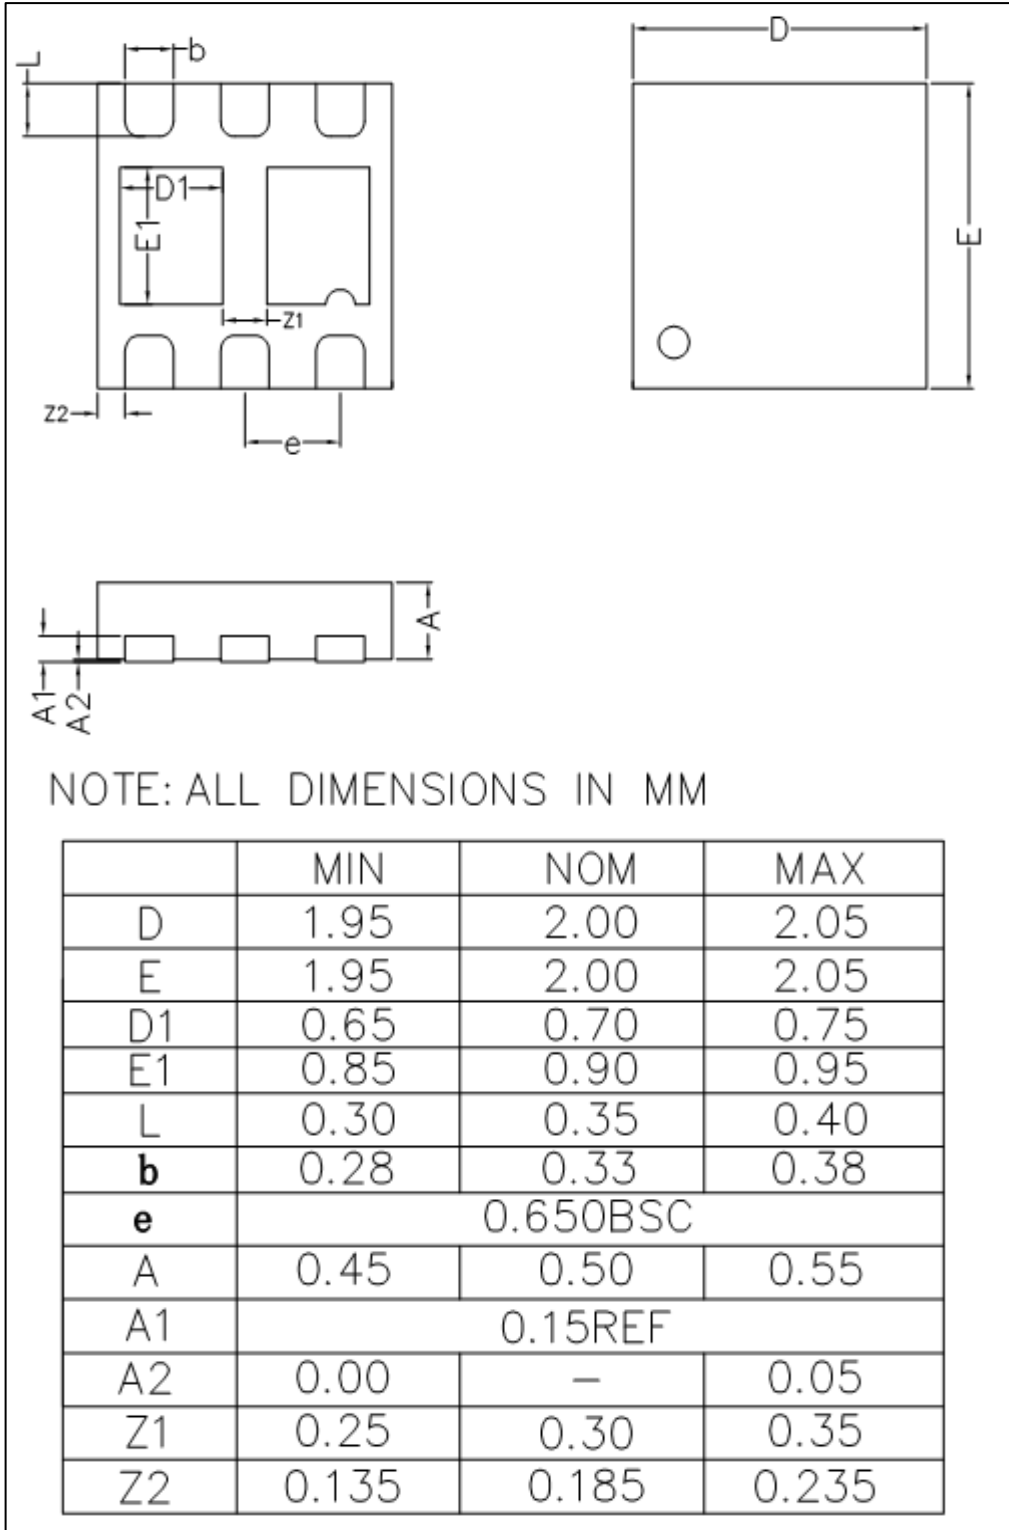 D
L
b
D1
E1
E
Z1
Z2
e
A
A1
A2
NOTE: ALL DIMENSIONS IN MM
MIN NOM MAX
D 1.95 2.00 2.05
E 1.95 2.00 2.05
D1 0.65 0.70 0.75
E1 0.85 0.90 0.95
L 0.30 0.35 0.40
b 0.28 0.33 0.38
e 0.650BSC
A 0.45 0.50 0.55
A1 0.15REF
A2 0.00 – 0.05
Z1 0.25 0.30 0.35
Z2 0.135 0.185 0.235